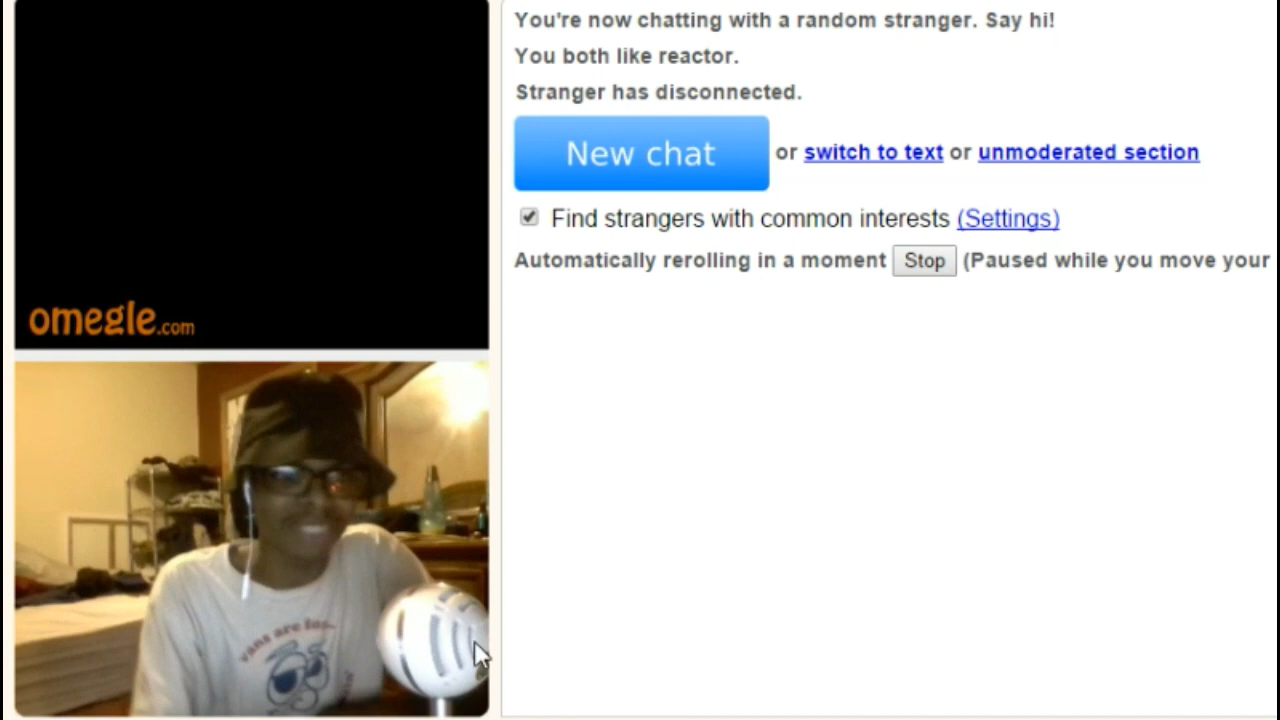 You're now chatting with a random stranger. Say hi!
You both like reactor.
Stranger has disconnected.
New chat or switch to text or unmoderated section
Find strangers with common interests (Settings)
Automatically rerolling in a moment Stop (Paused while you move your
omegle.com
vans are